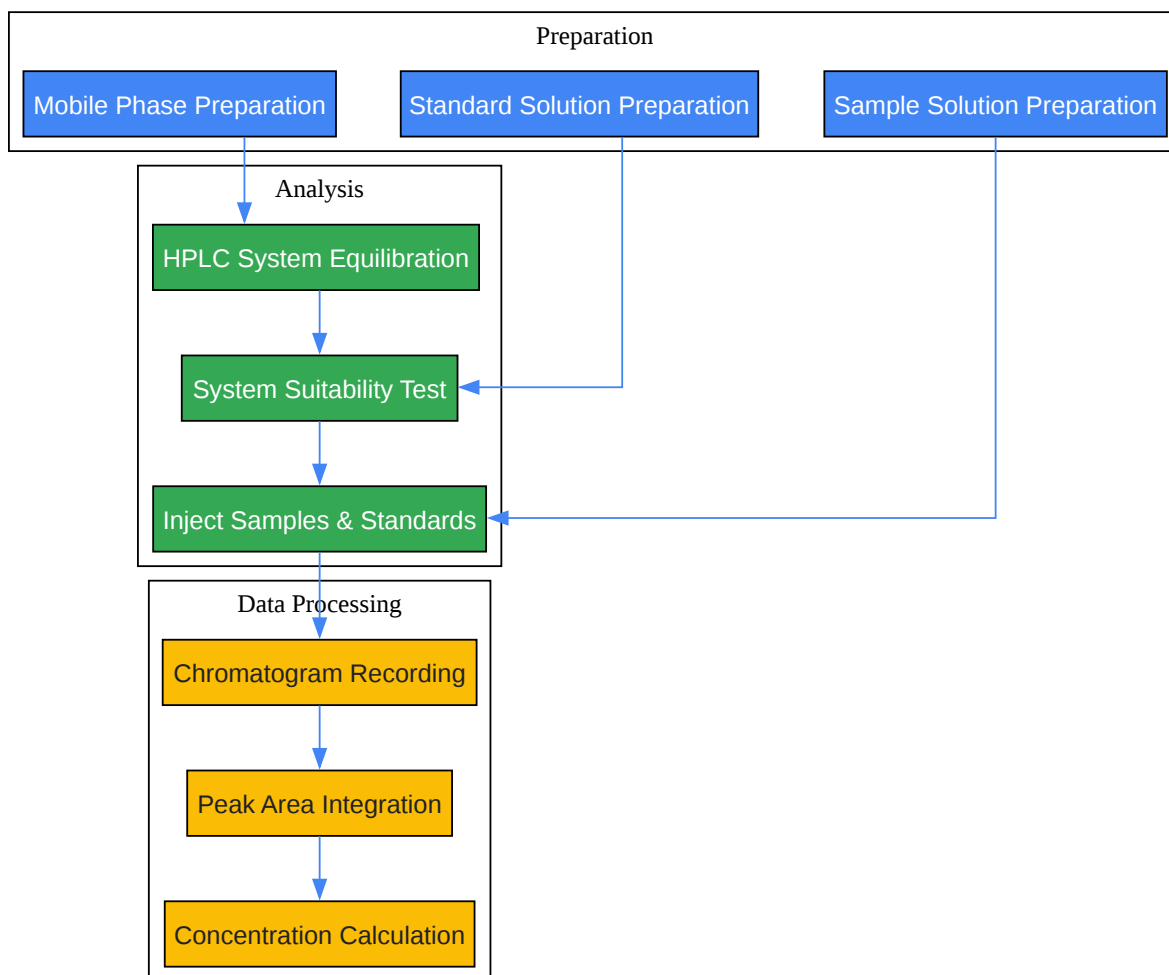 Preparation
Mobile Phase Preparation
Standard Solution Preparation
Sample Solution Preparation
Analysis
HPLC System Equilibration
System Suitability Test
Inject Samples & Standards
Data Processing
Chromatogram Recording
Peak Area Integration
Concentration Calculation